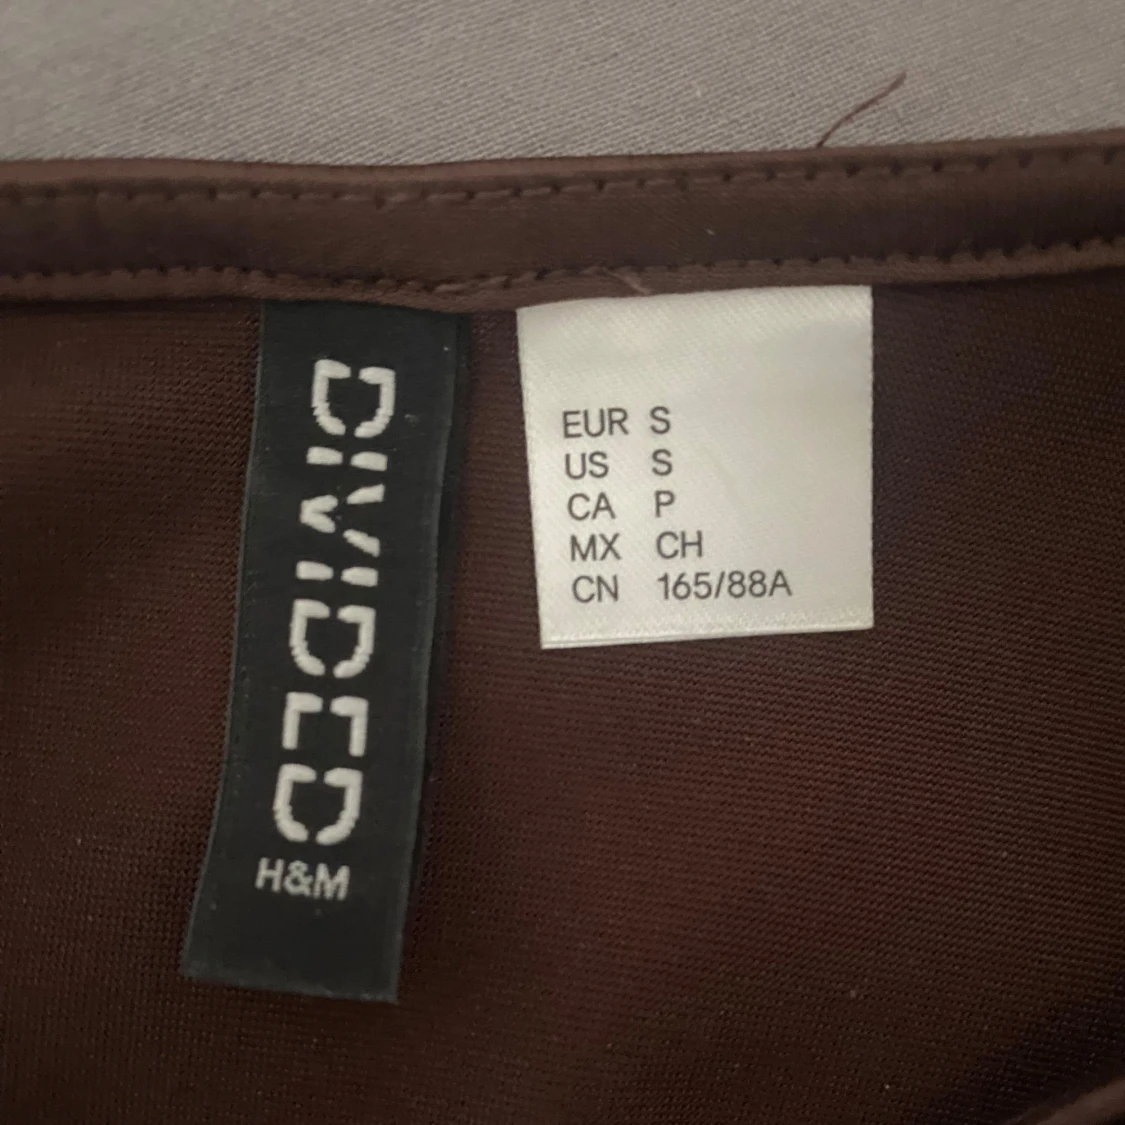 DIVIDED
H&M
EUR S
US S
CA P
MX CH
CN 165/88A